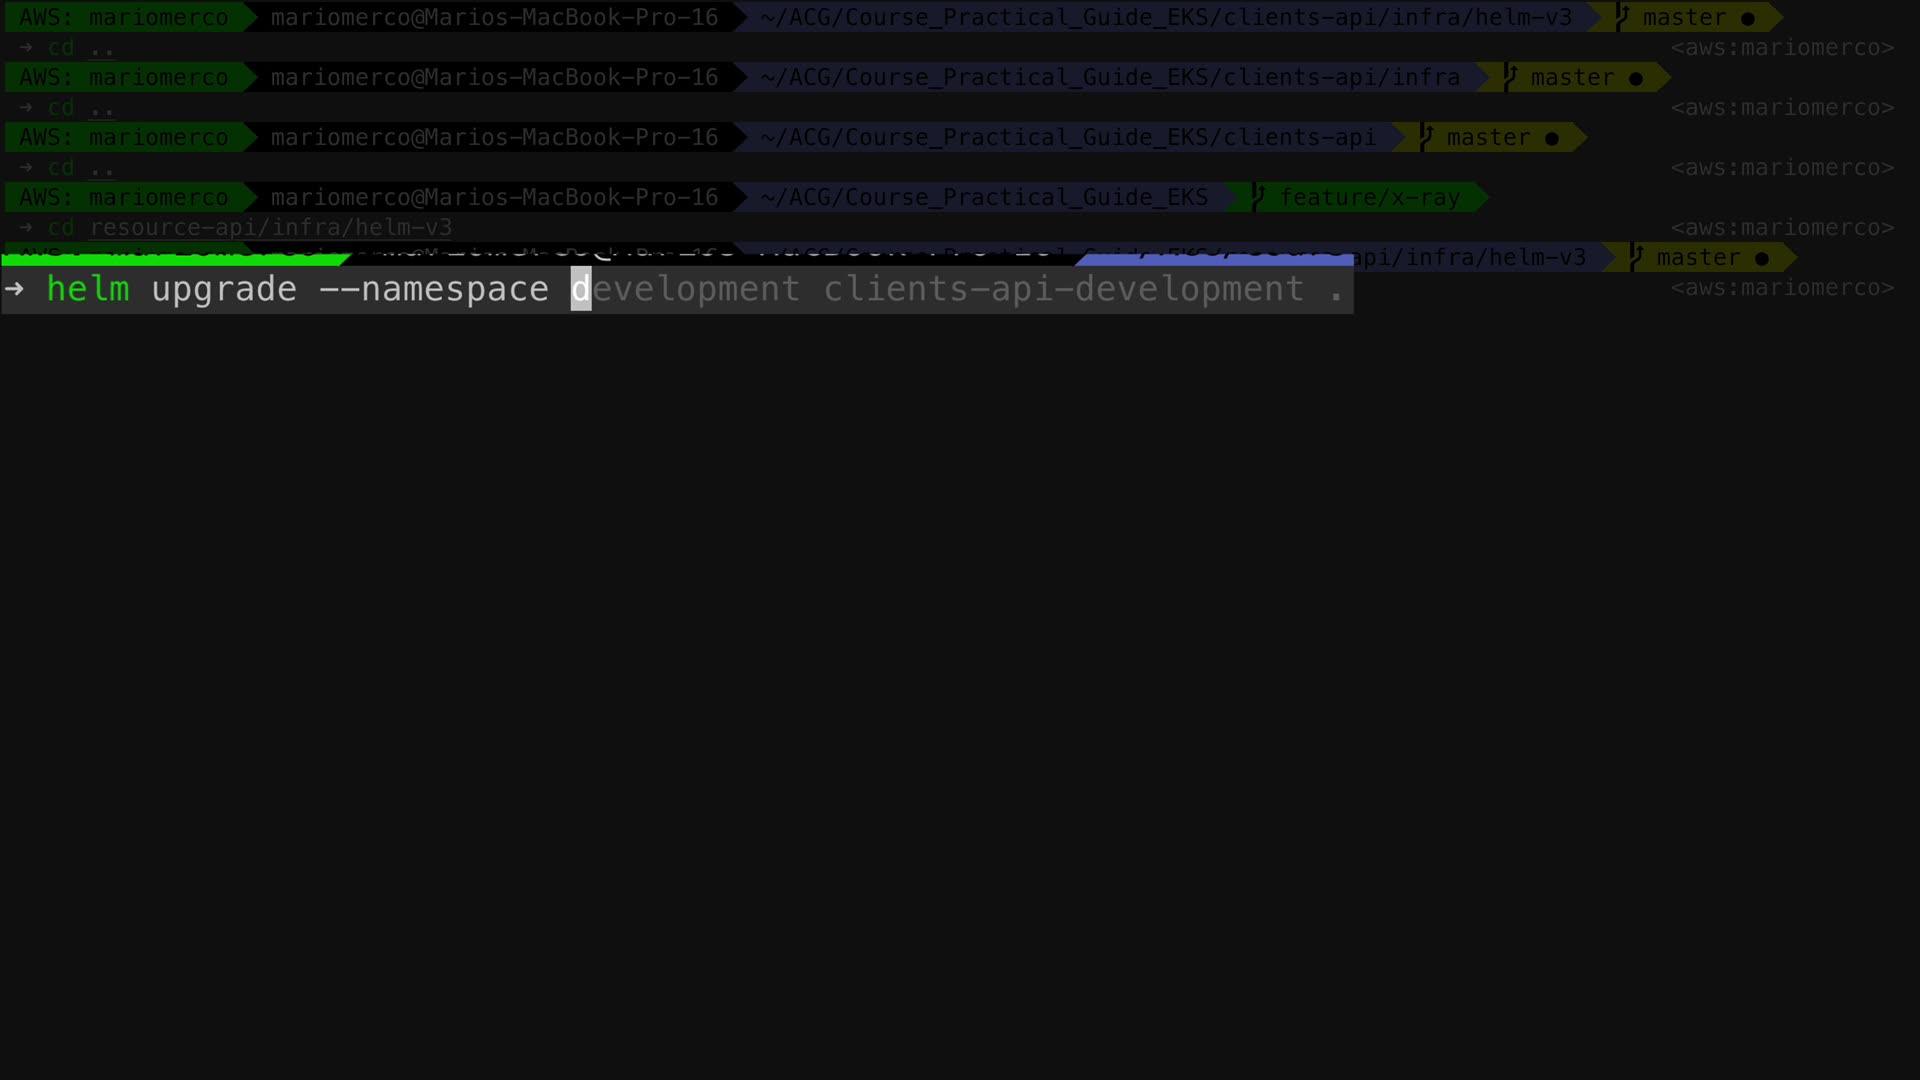 AWS: mariomerco mariomerco@Marios-MacBook-Pro-16 ~/ACG/Course_Practical_Guide_EKS/clients-api/infra/helm-v3 master ●
→ cd .. <aws:mariomerco>
AWS: mariomerco mariomerco@Marios-MacBook-Pro-16 ~/ACG/Course_Practical_Guide_EKS/clients-api/infra master ●
→ cd .. <aws:mariomerco>
AWS: mariomerco mariomerco@Marios-MacBook-Pro-16 ~/ACG/Course_Practical_Guide_EKS/clients-api master ●
→ cd .. <aws:mariomerco>
AWS: mariomerco mariomerco@Marios-MacBook-Pro-16 ~/ACG/Course_Practical_Guide_EKS feature/x-ray
→ cd resource-api/infra/helm-v3 <aws:mariomerco>
api/infra/helm-v3 master ●
→ helm upgrade --namespace development clients-api-development . <aws:mariomerco>